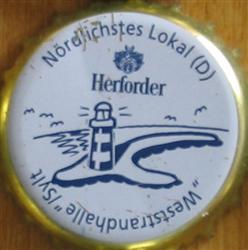 Nördlichstes Lokal (D)
Herforder
„Weststrandhalle“/Sylt